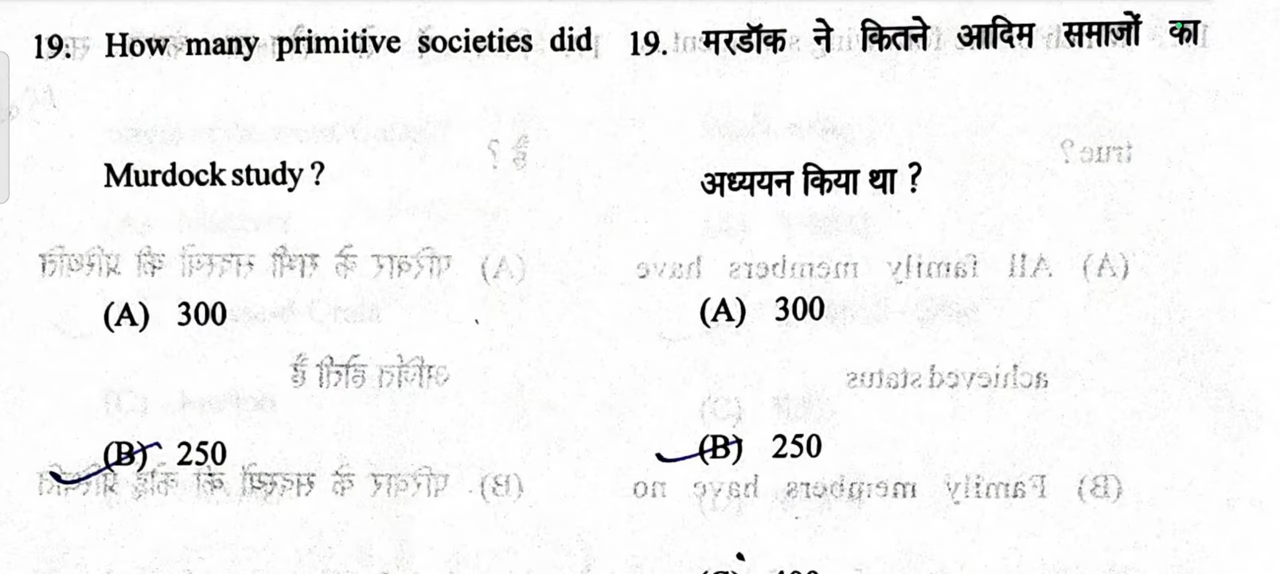 19. How many primitive societies did
Murdock study ?
(A) 300
(B) 250
19. मरडॉक ने कितने आदिम समाजों का
अध्ययन किया था ?
(A) 300
(B) 250